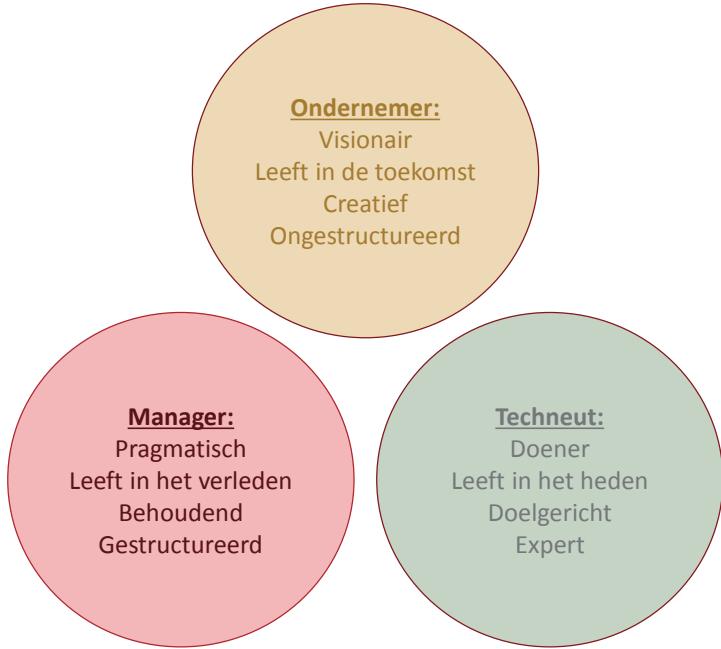 Ondernemer:
Visionair
Leeft in de toekomst
Creatief
Ongestructureerd
Manager:
Pragmatisch
Leeft in het verleden
Behoudend
Gestructureerd
Techneut:
Doener
Leeft in het heden
Doelgericht
Expert